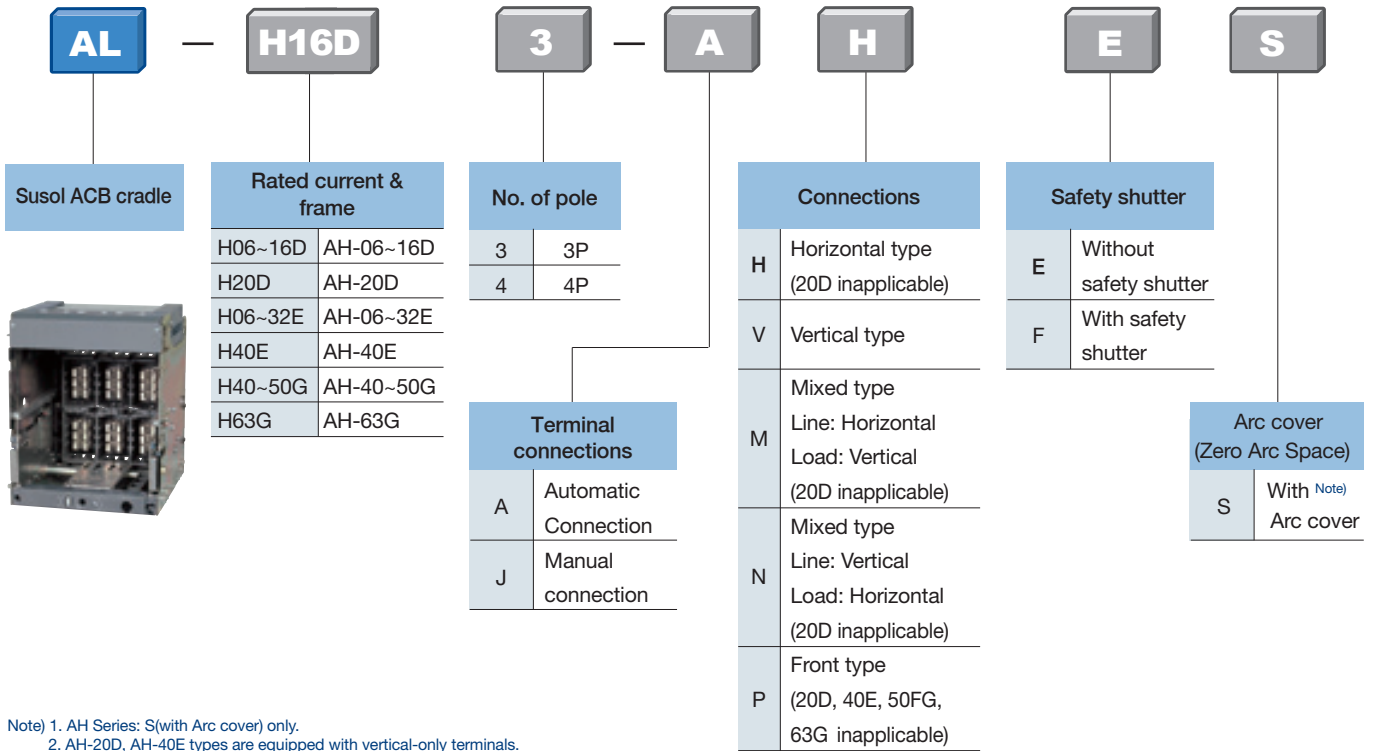 AL — H16D 3 — A H E S
Susol ACB cradle
Rated current &
frame
H06~16D AH-06~16D
H20D AH-20D
H06~32E AH-06~32E
H40E AH-40E
H40~50G AH-40~50G
H63G AH-63G
No. of pole
3 3P
4 4P
Terminal
connections
A Automatic
Connection
J Manual
connection
Connections
H Horizontal type
(20D inapplicable)
V Vertical type
M Mixed type
Line: Horizontal
Load: Vertical
(20D inapplicable)
N Mixed type
Line: Vertical
Load: Horizontal
(20D inapplicable)
P Front type
(20D, 40E, 50FG,
63G inapplicable)
Safety shutter
E Without
safety shutter
F With safety
shutter
Arc cover
(Zero Arc Space)
S With Note)
Arc cover
Note) 1. AH Series: S(with Arc cover) only.
2. AH-20D, AH-40E types are equipped with vertical-only terminals.